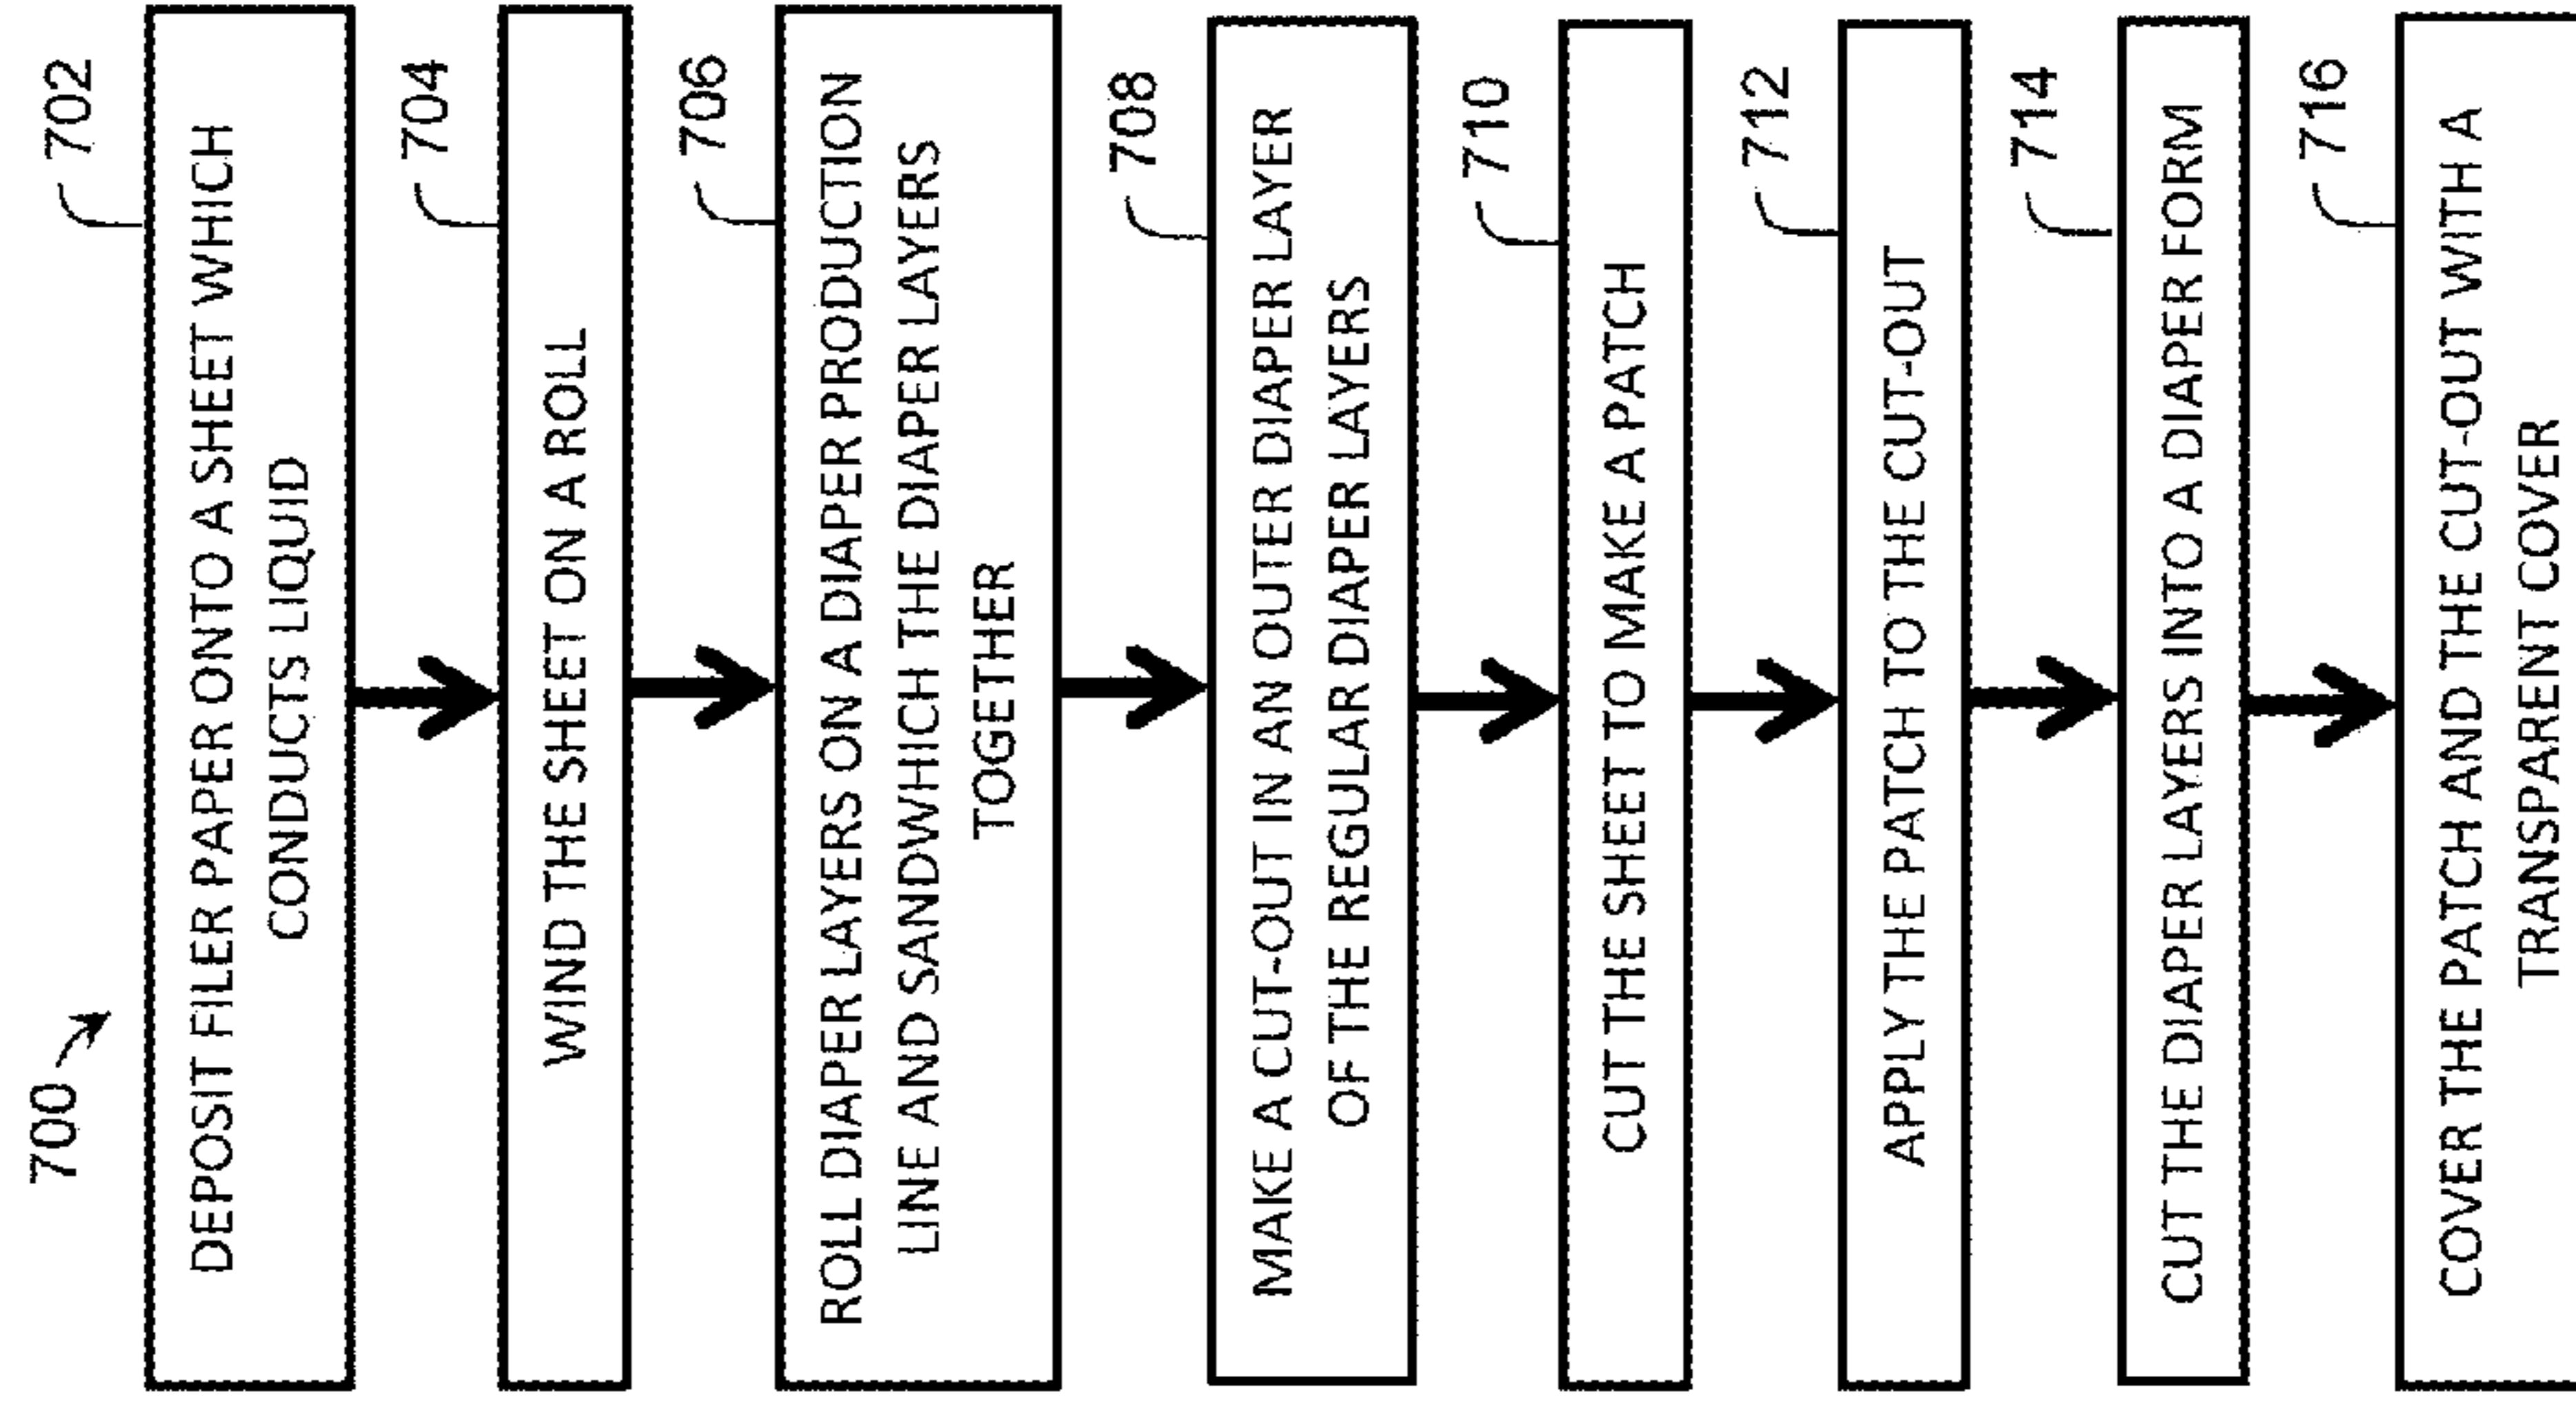 700
702
DEPOSIT FILER PAPER ONTO A SHEET WHICH
CONDUCTS LIQUID
704
WIND THE SHEET ON A ROLL
706
ROLL DIAPER LAYERS ON A DIAPER PRODUCTION
LINE AND SANDWHICH THE DIAPER LAYERS
TOGETHER
708
MAKE A CUT-OUT IN AN OUTER DIAPER LAYER
OF THE REGULAR DIAPER LAYERS
710
CUT THE SHEET TO MAKE A PATCH
712
APPLY THE PATCH TO THE CUT-OUT
714
CUT THE DIAPER LAYERS INTO A DIAPER FORM
716
COVER THE PATCH AND THE CUT-OUT WITH A
TRANSPARENT COVER